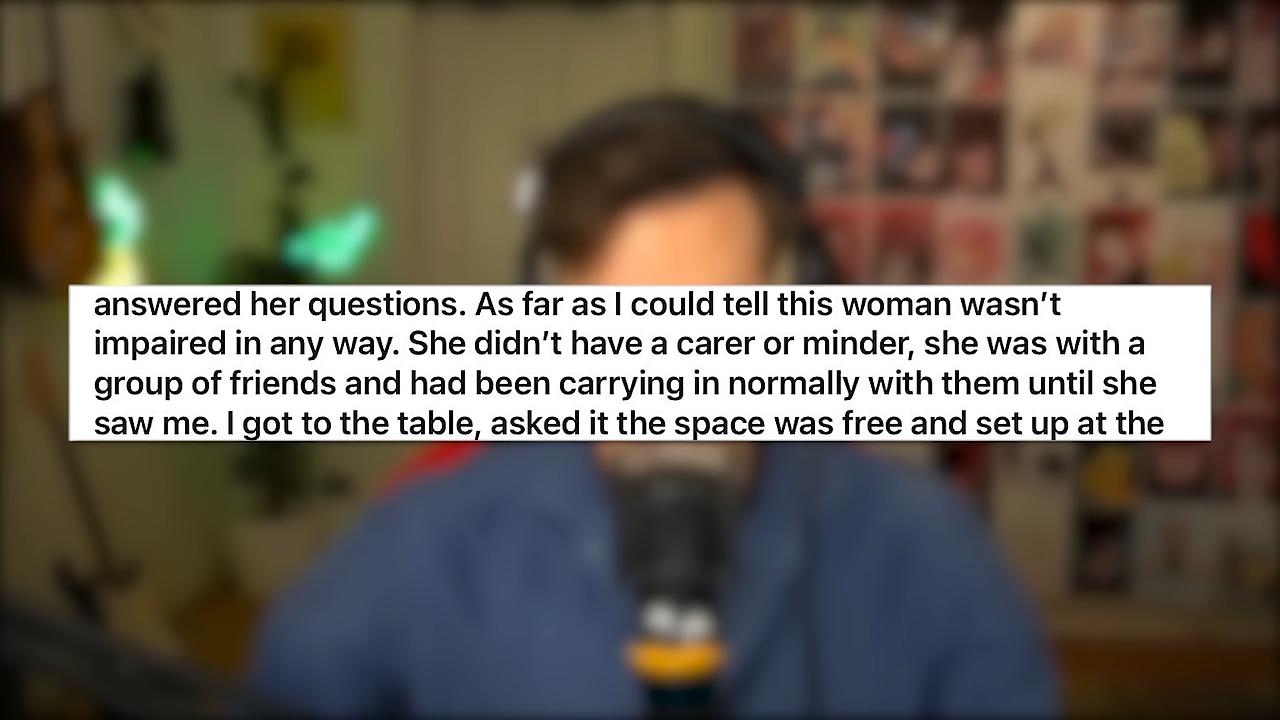 answered her questions. As far as I could tell this woman wasn’t
impaired in any way. She didn’t have a carer or minder, she was with a
group of friends and had been carrying in normally with them until she
saw me. I got to the table, asked it the space was free and set up at the